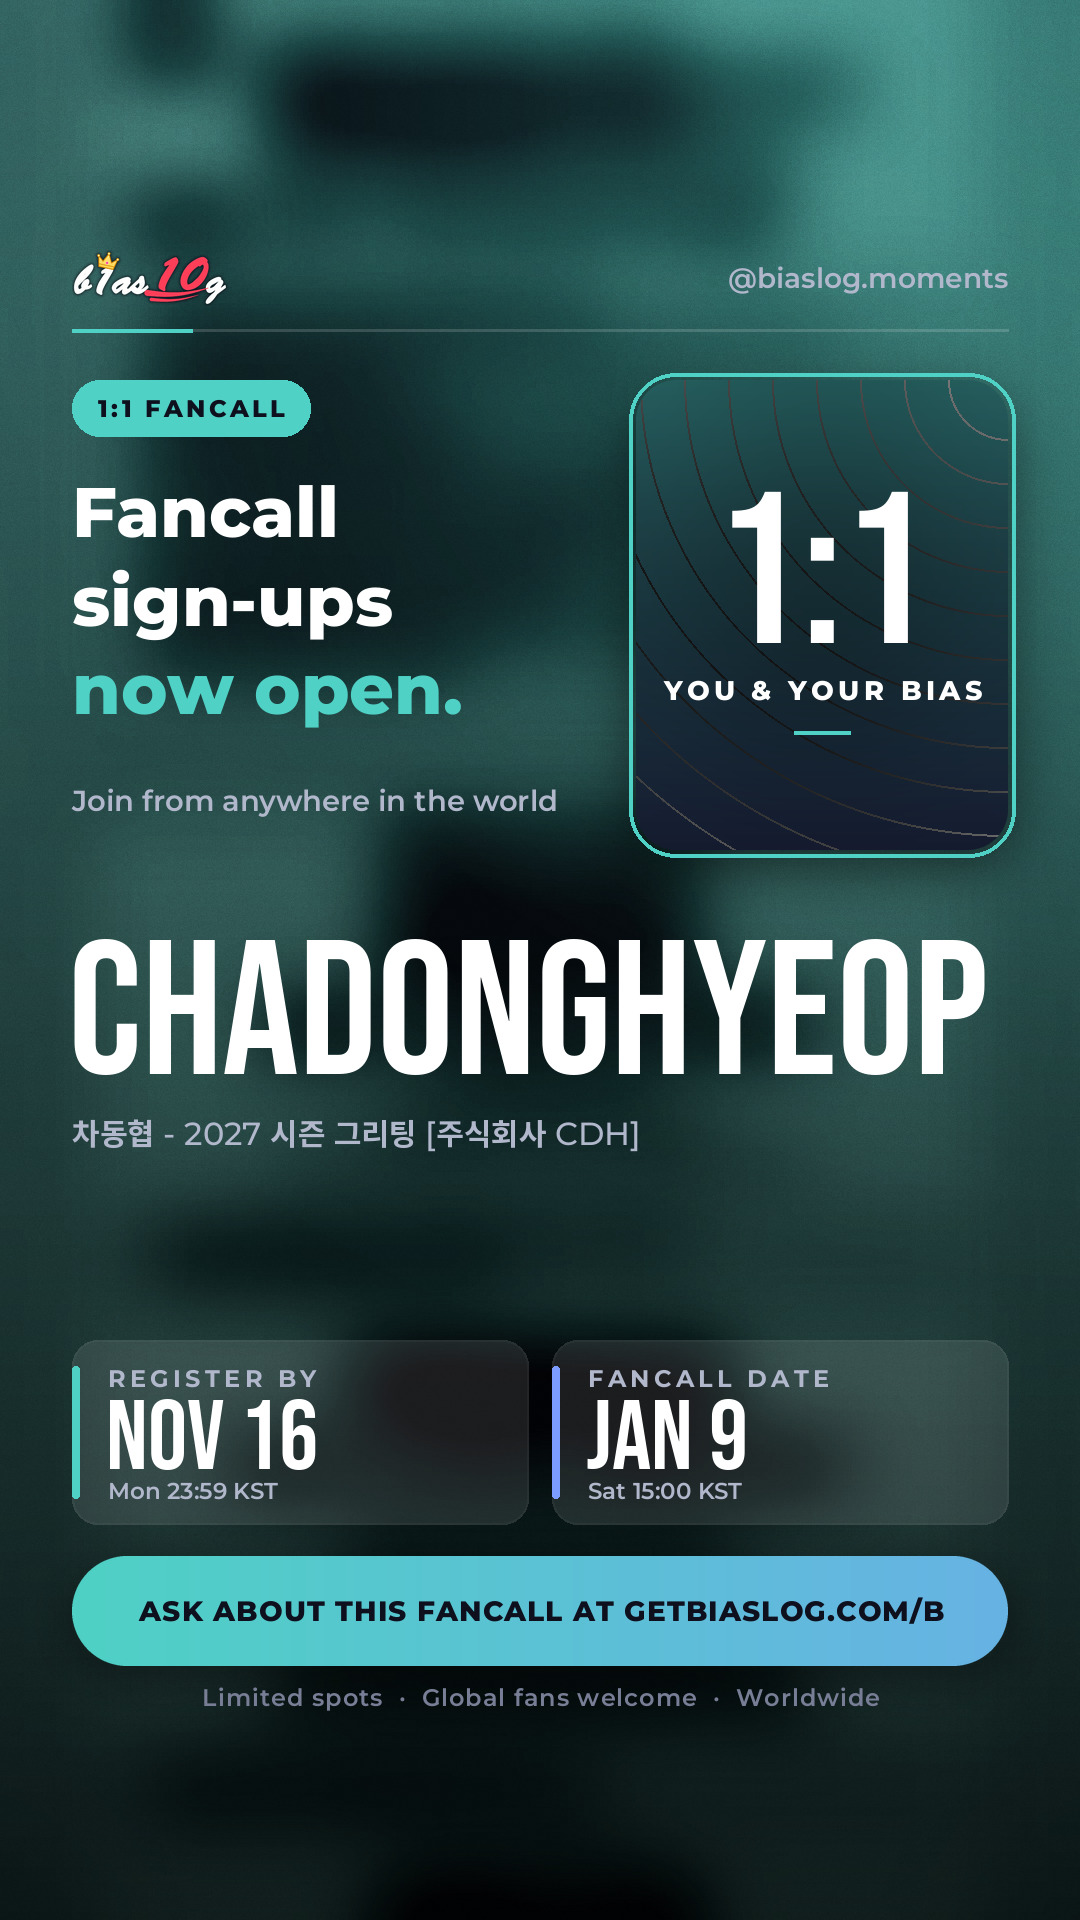 b1as10g
@biaslog.moments
1:1 FANCALL
Fancall
sign-ups
now open.
Join from anywhere in the world
1:1
YOU & YOUR BIAS
CHADONGHYEOP
차동협 - 2027 시즌 그리팅 [주식회사 CDH]
REGISTER BY
NOV 16
Mon 23:59 KST
FANCALL DATE
JAN 9
Sat 15:00 KST
ASK ABOUT THIS FANCALL AT GETBIASLOG.COM/B
Limited spots · Global fans welcome · Worldwide